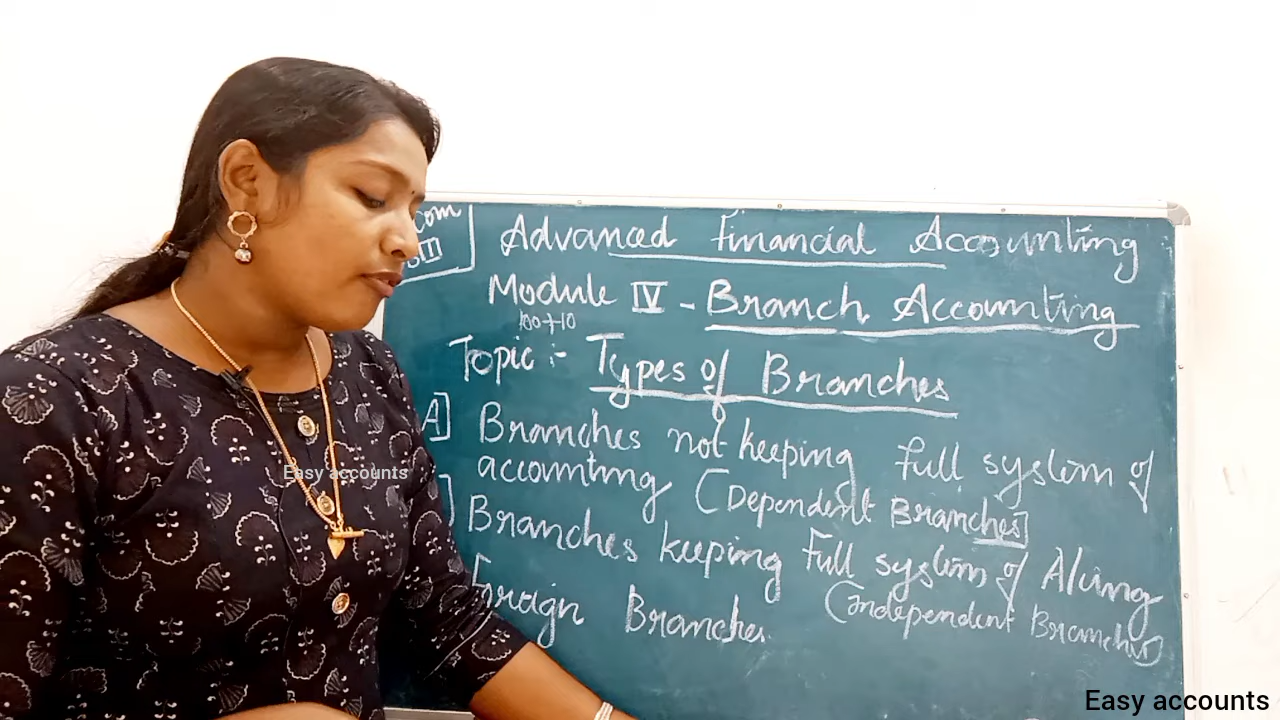 com
Advanced Financial Accounting
Module IV - Branch Accounting
100+10
Topic :- Types of Branches
A] Branches not keeping full system of
accounting (Dependent Branches]
] Branches keeping Full system of A/cing
(Independent Branches)
Foreign Branches
Easy accounts
Easy accounts